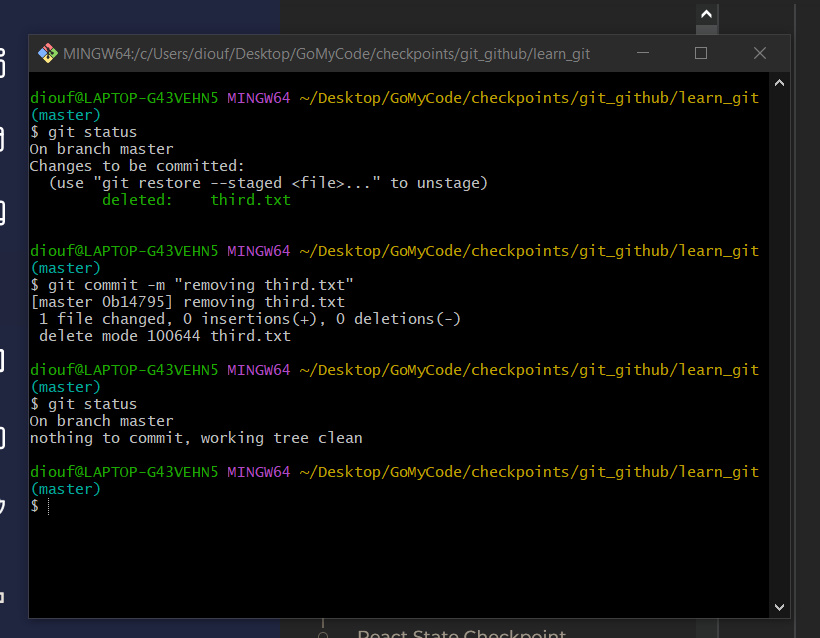 MINGW64:/c/Users/diouf/Desktop/GoMyCode/checkpoints/git_github/learn_git
diouf@LAPTOP-G43VEHN5 MINGW64 ~/Desktop/GoMyCode/checkpoints/git_github/learn_git
(master)
$ git status
On branch master
Changes to be committed:
  (use "git restore --staged <file>..." to unstage)
        deleted:    third.txt
diouf@LAPTOP-G43VEHN5 MINGW64 ~/Desktop/GoMyCode/checkpoints/git_github/learn_git
(master)
$ git commit -m "removing third.txt"
[master 0b14795] removing third.txt
 1 file changed, 0 insertions(+), 0 deletions(-)
 delete mode 100644 third.txt
diouf@LAPTOP-G43VEHN5 MINGW64 ~/Desktop/GoMyCode/checkpoints/git_github/learn_git
(master)
$ git status
On branch master
nothing to commit, working tree clean
diouf@LAPTOP-G43VEHN5 MINGW64 ~/Desktop/GoMyCode/checkpoints/git_github/learn_git
(master)
$
React State Checkpoint